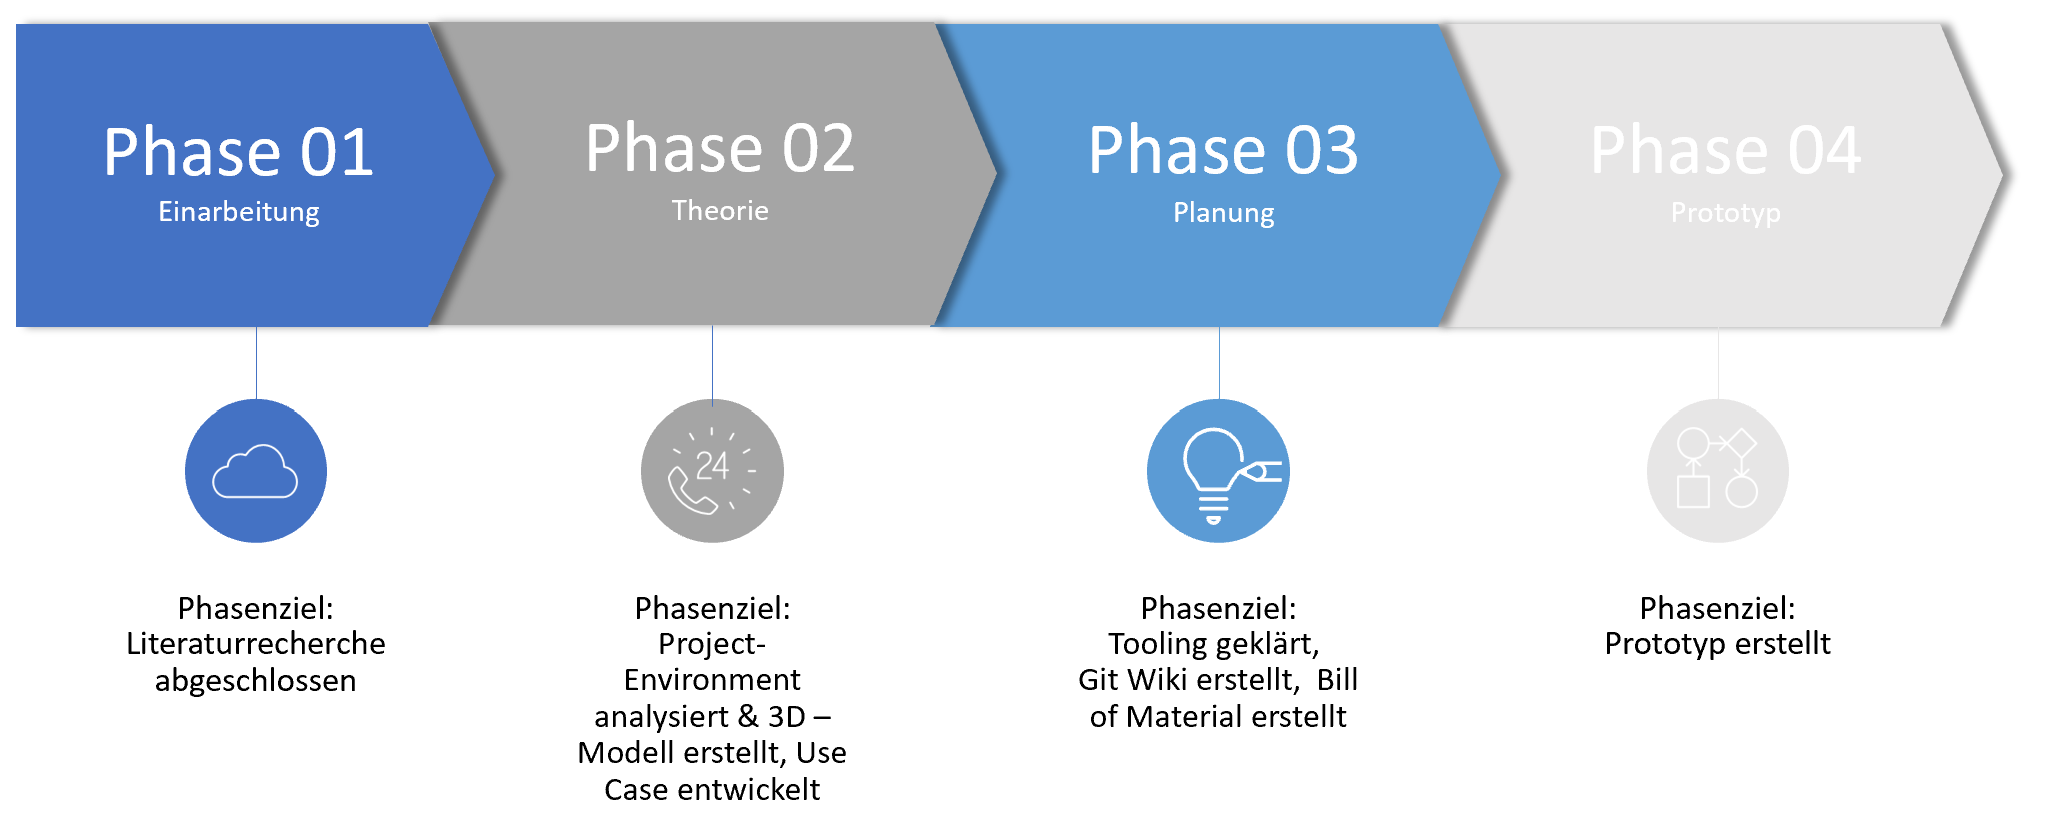 Phase 01
Einarbeitung
Phase 02
Theorie
Phase 03
Planung
Phase 04
Prototyp
24
Phasenziel:
Literaturrecherche
abgeschlossen
Phasenziel:
Project-
Environment
analysiert & 3D –
Modell erstellt, Use
Case entwickelt
Phasenziel:
Tooling geklärt,
Git Wiki erstellt,  Bill
of Material erstellt
Phasenziel:
Prototyp erstellt